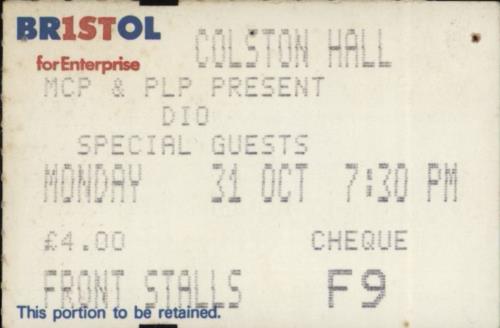 BR1STOL
for Enterprise
COLSTON HALL
MCP & PLP PRESENT
DIO
SPECIAL GUESTS
MONDAY 31 OCT 7:30 PM
£4.00 CHEQUE
FRONT STALLS F9
This portion to be retained.